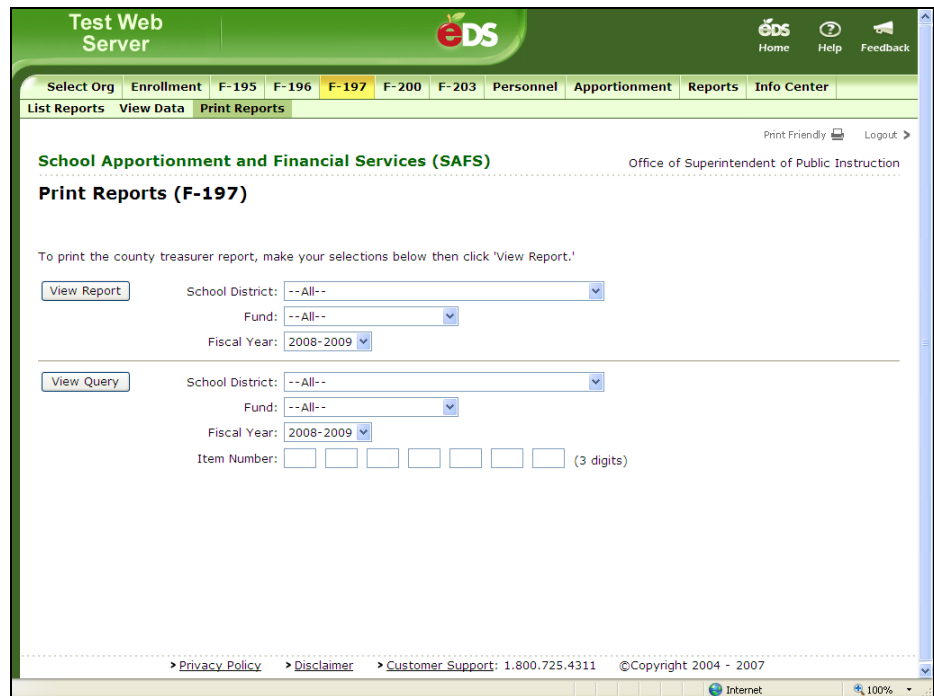 Test Web
Server
eDS
eDS
Home Help Feedback
Select Org Enrollment F-195 F-196 F-197 F-200 F-203 Personnel Apportionment Reports Info Center
List Reports View Data Print Reports
Print Friendly Logout >
School Apportionment and Financial Services (SAFS) Office of Superintendent of Public Instruction
Print Reports (F-197)
To print the county treasurer report, make your selections below then click 'View Report.'
View Report School District: --All--
Fund: --All--
Fiscal Year: 2008-2009
View Query School District: --All--
Fund: --All--
Fiscal Year: 2008-2009
Item Number: (3 digits)
> Privacy Policy > Disclaimer > Customer Support: 1.800.725.4311 ©Copyright 2004 - 2007
Internet 100%